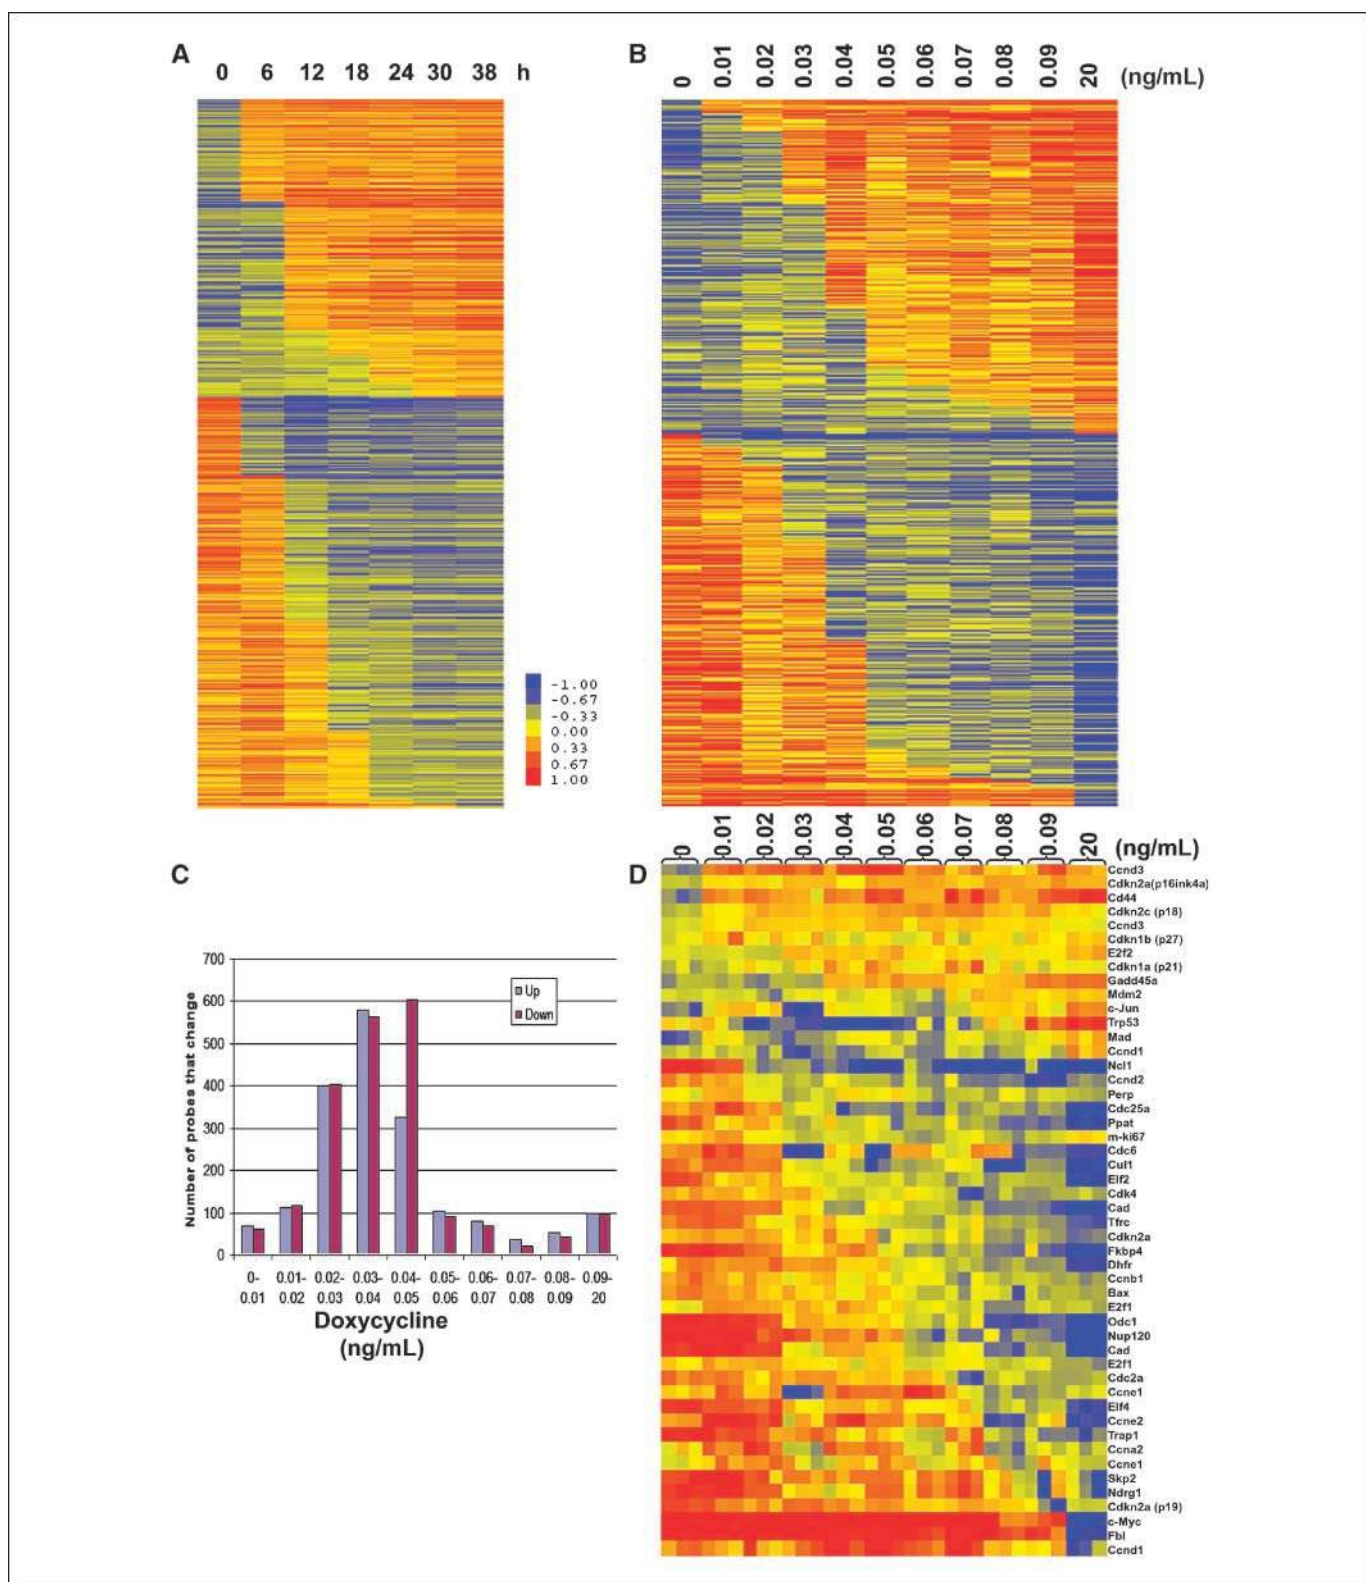 A
0 6 12 18 24 30 38 h
B
0 0.01 0.02 0.03 0.04 0.05 0.06 0.07 0.08 0.09 20 (ng/mL)
-1.00
-0.67
-0.33
0.00
0.33
0.67
1.00
C
Number of probes that change
700
600
500
400
300
200
100
0
Up
Down
0-0.01
0.01-0.02
0.02-0.03
0.03-0.04
0.04-0.05
0.05-0.06
0.06-0.07
0.07-0.08
0.08-0.09
0.09-20
Doxycycline
(ng/mL)
D
0 0.01 0.02 0.03 0.04 0.05 0.06 0.07 0.08 0.09 20 (ng/mL)
Ccnd3
Cdkn2a(p16ink4a)
Cd44
Cdkn2c (p18)
Ccnd3
Cdkn1b (p27)
E2f2
Cdkn1a (p21)
Gadd45a
Mdm2
c-Jun
Trp53
Mad
Ccnd1
Ncl1
Ccnd2
Perp
Cdc25a
Ppat
m-ki67
Cdc6
Cul1
Elf2
Cdk4
Cad
Tfrc
Cdkn2a
Fkbp4
Dhfr
Ccnb1
Bax
E2f1
Odc1
Nup120
Cad
E2f1
Cdc2a
Ccne1
Elf4
Ccne2
Trap1
Ccna2
Ccne1
Skp2
Ndrg1
Cdkn2a (p19)
c-Myc
Fbl
Ccnd1